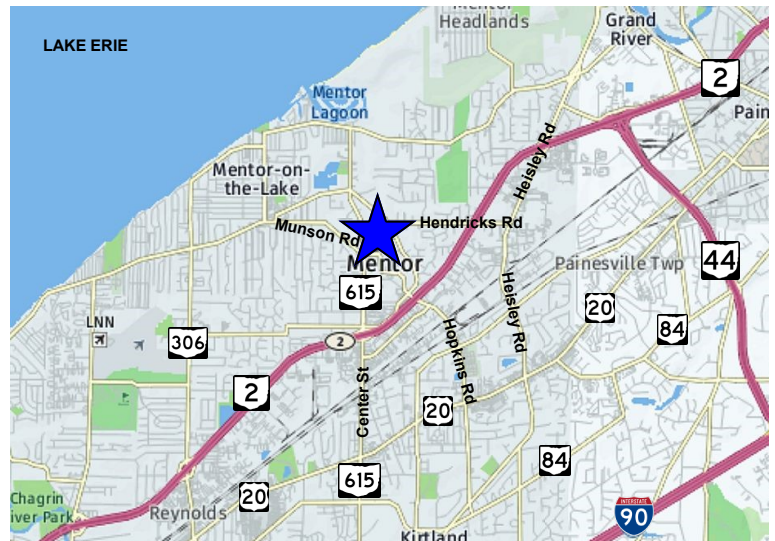 Mentor
Headlands
Grand
River
LAKE ERIE
2
Mentor
Lagoon
Pain
Heisley Rd
Mentor-on-
the-Lake
Hendricks Rd
Munson Rd
Mentor
Painesville Twp
44
615
Heisley Rd
20
LNN
84
306
2
Hopkins Rd
Center St
2
20
84
615
Chagrin
iver Park
20
Reynolds
INTERSTATE
90
Kirtland